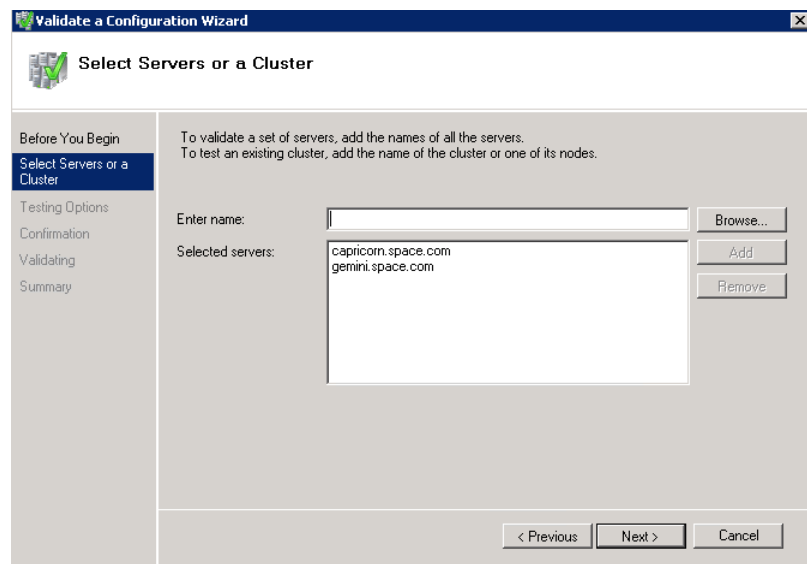 Validate a Configuration Wizard
Select Servers or a Cluster
Before You Begin
Select Servers or a
Cluster
Testing Options
Confirmation
Validating
Summary
To validate a set of servers, add the names of all the servers.
To test an existing cluster, add the name of the cluster or one of its nodes.
Enter name:
Browse...
Selected servers:
capricorn.space.com
gemini.space.com
Add
Remove
< Previous
Next >
Cancel